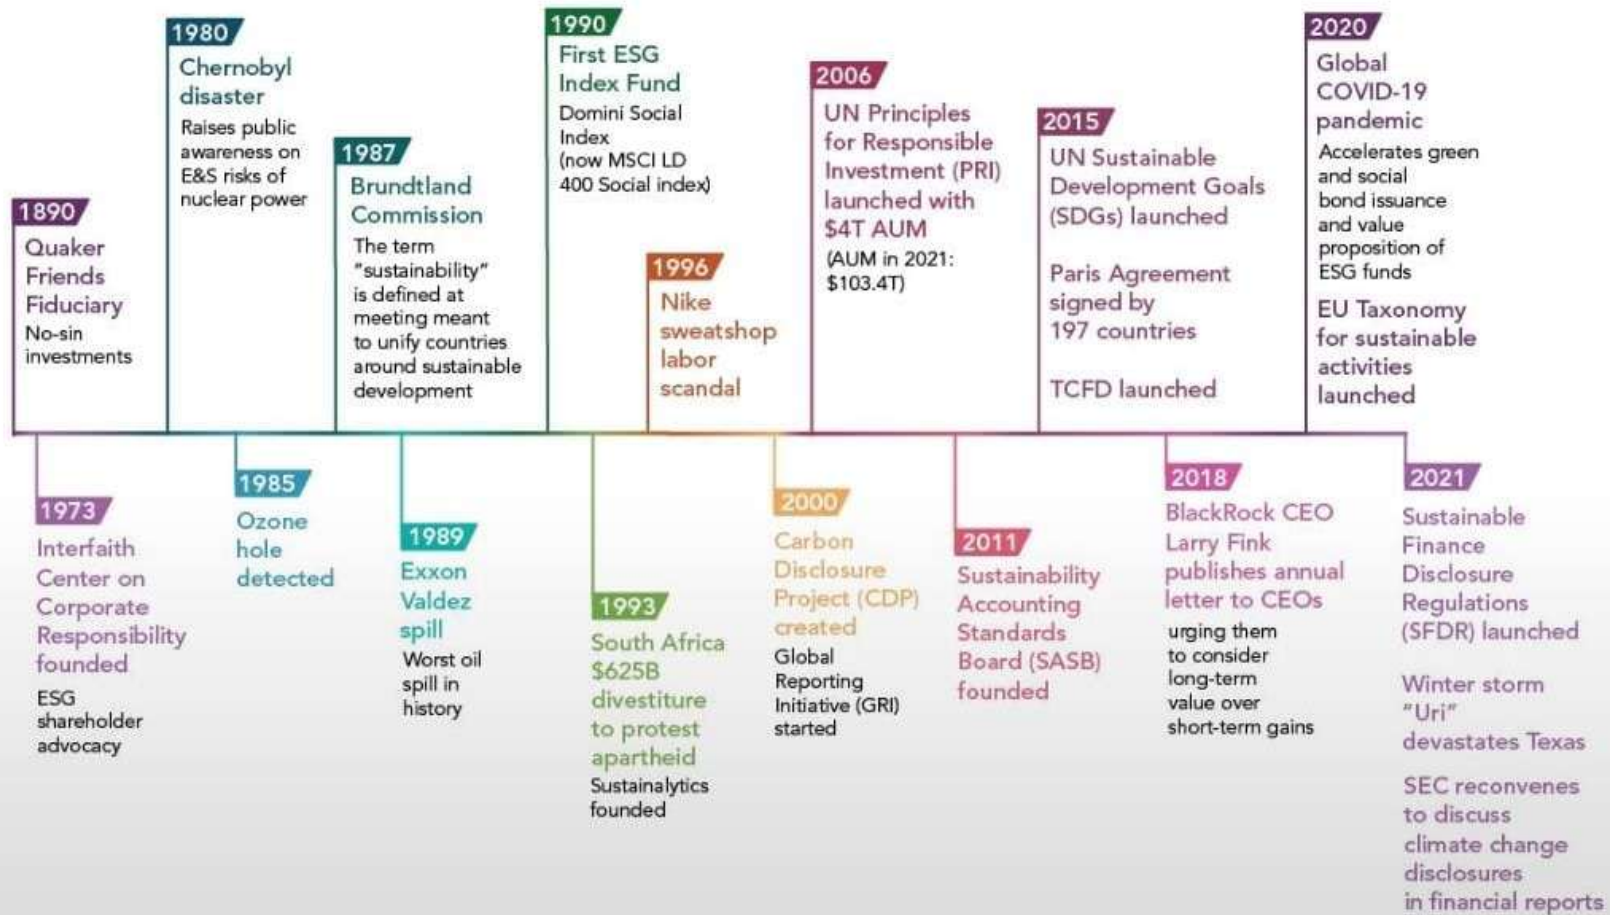 1890
Quaker
Friends
Fiduciary
No-sin
investments
1973
Interfaith
Center on
Corporate
Responsibility
founded
ESG
shareholder
advocacy
1980
Chernobyl
disaster
Raises public
awareness on
E&S risks of
nuclear power
1985
Ozone
hole
detected
1987
Brundtland
Commission
The term
"sustainability"
is defined at
meeting meant
to unify countries
around sustainable
development
1989
Exxon
Valdez
spill
Worst oil
spill in
history
1990
First ESG
Index Fund
Domini Social
Index
(now MSCI LD
400 Social index)
1993
South Africa
$625B
divestiture
to protest
apartheid
Sustainalytics
founded
1996
Nike
sweatshop
labor
scandal
2000
Carbon
Disclosure
Project (CDP)
created
Global
Reporting
Initiative (GRI)
started
2006
UN Principles
for Responsible
Investment (PRI)
launched with
$4T AUM
(AUM in 2021:
$103.4T)
2011
Sustainability
Accounting
Standards
Board (SASB)
founded
2015
UN Sustainable
Development Goals
(SDGs) launched
Paris Agreement
signed by
197 countries
TCFD launched
2018
BlackRock CEO
Larry Fink
publishes annual
letter to CEOs
urging them
to consider
long-term
value over
short-term gains
2020
Global
COVID-19
pandemic
Accelerates green
and social
bond issuance
and value
proposition of
ESG funds
EU Taxonomy
for sustainable
activities
launched
2021
Sustainable
Finance
Disclosure
Regulations
(SFDR) launched
Winter storm
"Uri"
devastates Texas
SEC reconvenes
to discuss
climate change
disclosures
in financial reports